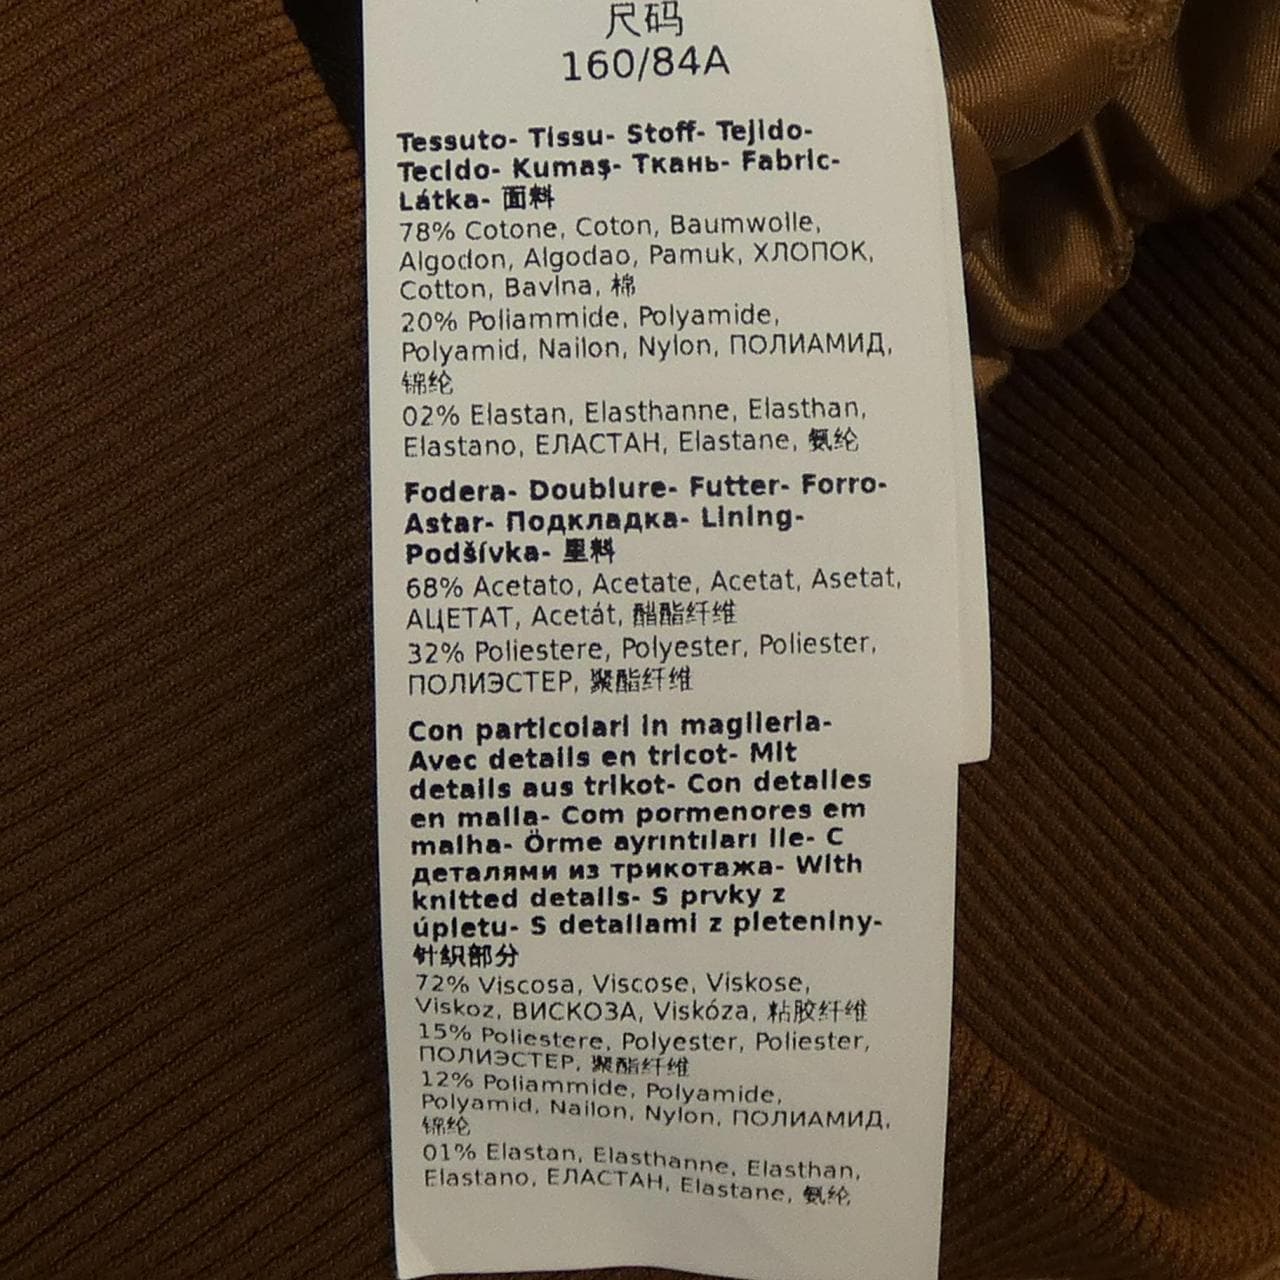 尺码
160/84A
Tessuto- Tissu- Stoff- Tejido-
Tecido- Kumaş- Ткань- Fabric-
Látka- 面料
78% Cotone, Coton, Baumwolle,
Algodon, Algodao, Pamuk, ХЛОПОК,
Cotton, Bavlna, 棉
20% Poliammide, Polyamide,
Polyamid, Nailon, Nylon, ПОЛИАМИД,
锦纶
02% Elastan, Elasthanne, Elasthan,
Elastano, ЕЛАСТАН, Elastane, 氨纶
Fodera- Doublure- Futter- Forro-
Astar- Подкладка- Lining-
Podšívka- 里料
68% Acetato, Acetate, Acetat, Asetat,
АЦЕТАТ, Acetát, 醋酯纤维
32% Poliestere, Polyester, Poliester,
ПОЛИЭСТЕР, 聚酯纤维
Con particolari in maglieria-
Avec details en tricot- Mit
details aus trikot- Con detalles
en malla- Com pormenores em
malha- Örme ayrıntıları ile- С
деталями из трикотажа- With
knitted details- S prvky z
úpletu- S detailami z pleteniny-
针织部分
72% Viscosa, Viscose, Viskose,
Viskoz, ВИСКОЗА, Viskóza, 粘胶纤维
15% Poliestere, Polyester, Poliester,
ПОЛИЭСТЕР, 聚酯纤维
12% Poliammide, Polyamide,
Polyamid, Nailon, Nylon, ПОЛИАМИД,
锦纶
01% Elastan, Elasthanne, Elasthan,
Elastano, ЕЛАСТАН, Elastane, 氨纶